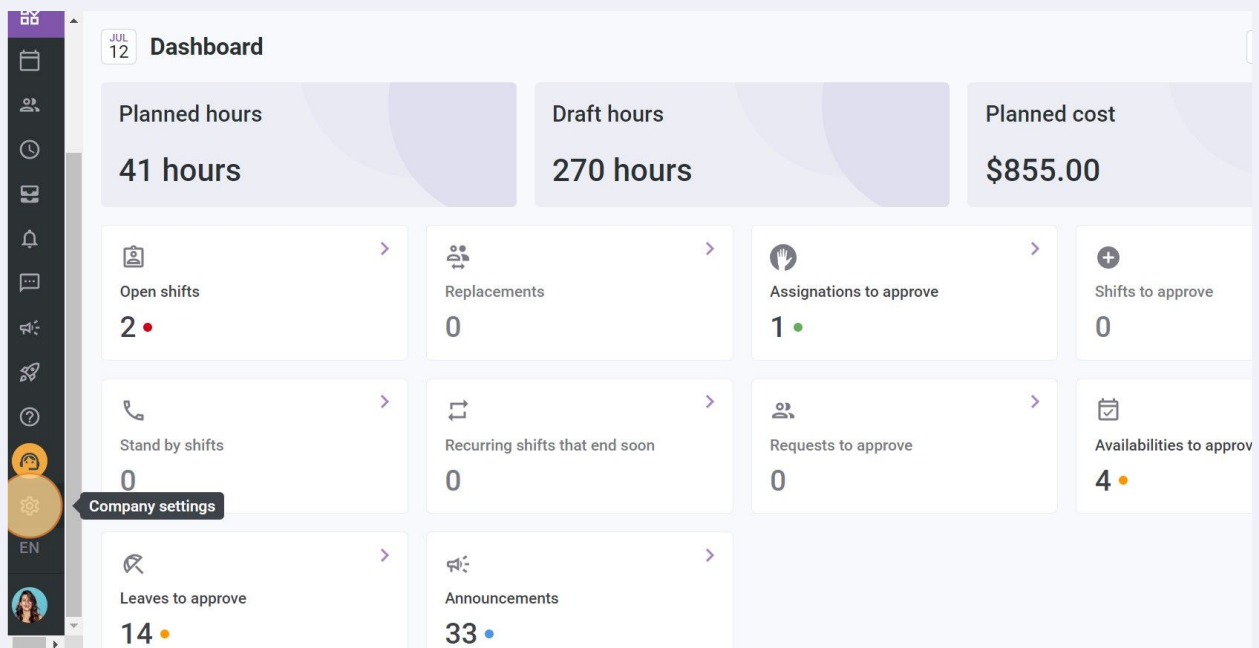 JUL
12
Dashboard
Planned hours
41 hours
Draft hours
270 hours
Planned cost
$855.00
Open shifts
2
Replacements
0
Assignations to approve
1
Shifts to approve
0
Stand by shifts
0
Recurring shifts that end soon
0
Requests to approve
0
Availabilities to approv
4
Company settings
EN
Leaves to approve
14
Announcements
33